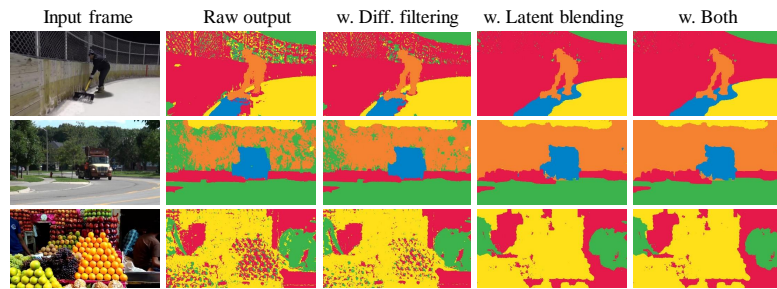 Input frame Raw output w. Diff. filtering w. Latent blending w. Both